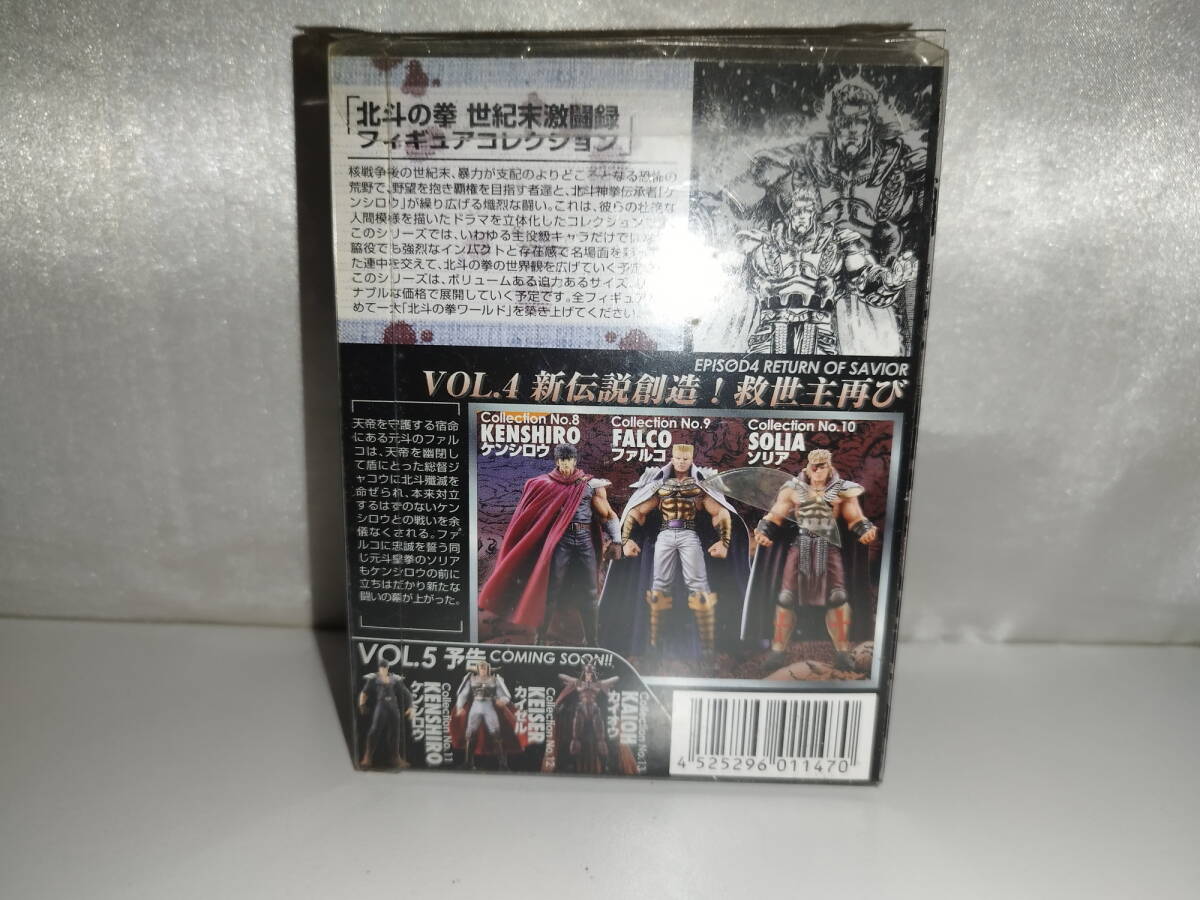 「北斗の拳 世紀末激闘録
フィギュアコレクション」
核戦争後の世紀末、暴力が支配のよりどこ となる恐怖の
荒野で、野望を抱き覇権を目指す者達と、北斗神拳伝承者「ケ
ンシロウ」が繰り広げる熾烈な闘い。これは、彼らの壮絶な
人間模様を描いたドラマを立体化したコレクション
このシリーズでは、いわゆる主役級キャラだけでな
脇役でも強烈なインパクトと存在感で名場面を
た連中を交えて、北斗の拳の世界観を広げていく予定
このシリーズは、ボリュームある迫力あるサイズ、
ナブルな価格で展開していく予定です。全フィギュア
めて一大「北斗の拳ワールド」を築き上げてください。
EPISOD4 RETURN OF SAVIOR
VOL.4 新伝説創造！救世主再び
天帝を守護する宿命
にある元斗のファル
コは、天帝を幽閉し
て盾にとった総督ジ
ャコウに北斗殲滅を
命ぜられ、本来対立
するはずのないケン
シロウとの戦いを余
儀なくされる。ファ
ルコに忠誠を誓う同
じ元斗皇拳のソリア
もケンシロウの前に
立ちはだかり新たな
闘いの幕が上がった。
Collection No.8
KENSHIRO
ケンシロウ
Collection No.9
FALCO
ファルコ
Collection No.10
SOLIA
ソリア
VOL.5 予告 COMING SOON!!
Collection No.11
KENSHIRO
ケンシロウ
Collection No.12
KEISER
カイゼル
Collection No.13
KAIOH
カイオウ
4 525296 011470